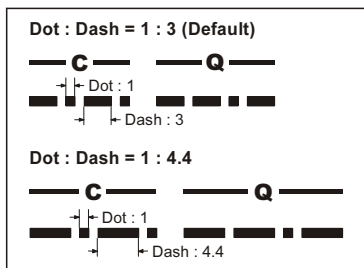 Dot : Dash = 1 : 3 (Default)
C Q
Dot : 1
Dash : 3
Dot : Dash = 1 : 4.4
C Q
Dot : 1
Dash : 4.4